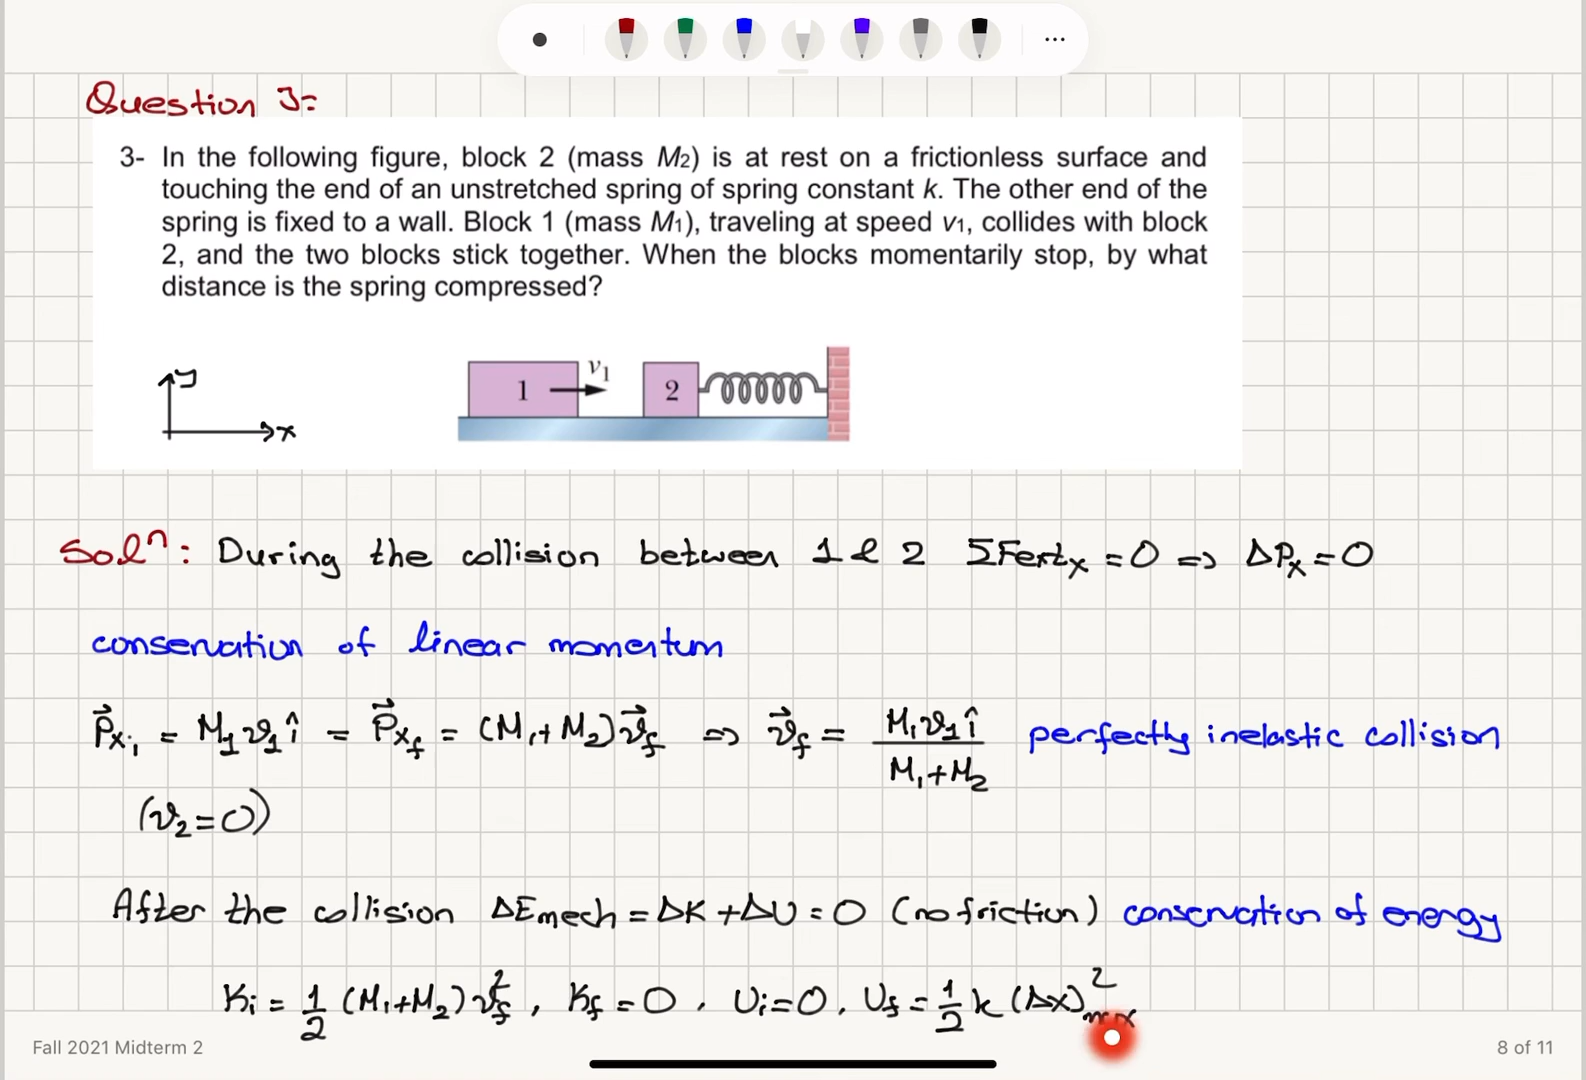 Question 3:
3- In the following figure, block 2 (mass M2) is at rest on a frictionless surface and
touching the end of an unstretched spring of spring constant k. The other end of the
spring is fixed to a wall. Block 1 (mass M1), traveling at speed v1, collides with block
2, and the two blocks stick together. When the blocks momentarily stop, by what
distance is the spring compressed?
y
x
1
v1
2
Solⁿ: During the collision between 1 & 2 ΣFextₓ = 0 => ΔPₓ = 0
conservation of linear momentum
P⃗xᵢ = M₁v₁î = P⃗x_f = (M₁+M₂)v⃗_f => v⃗_f = M₁v₁î / M₁+M₂ perfectly inelastic collision
(v₂=0)
After the collision ΔEmech = ΔK + ΔU = 0 (no friction) conservation of energy
Kᵢ = 1/2 (M₁+M₂)v_f², K_f = 0, Uᵢ=0, U_f = 1/2 k (Δx)²max
Fall 2021 Midterm 2
8 of 11